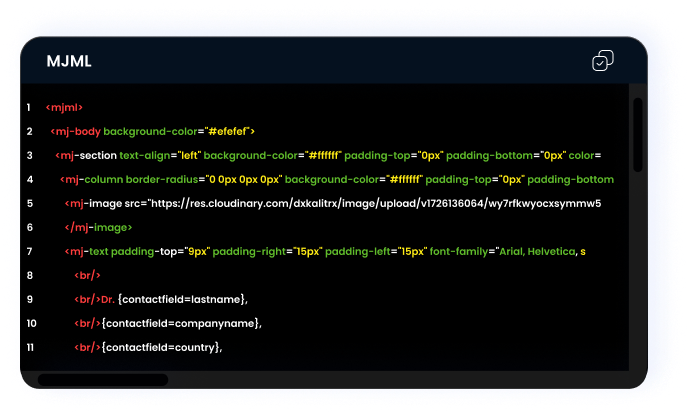 MJML
1 <mjml>
2 <mj-body background-color="#efefef">
3 <mj-section text-align="left" background-color="#ffffff" padding-top="0px" padding-bottom="0px" color=
4 <mj-column border-radius="0 0px 0px 0px" background-color="#ffffff" padding-top="0px" padding-bottom
5 <mj-image src="https://res.cloudinary.com/dxkalitrx/image/upload/v1726136064/wy7rfkwyocxsymmw5
6 </mj-image>
7 <mj-text padding-top="9px" padding-right="15px" padding-left="15px" font-family="Arial, Helvetica, s
8 <br/>
9 <br/>Dr. {contactfield=lastname},
10 <br/>{contactfield=companyname},
11 <br/>{contactfield=country},